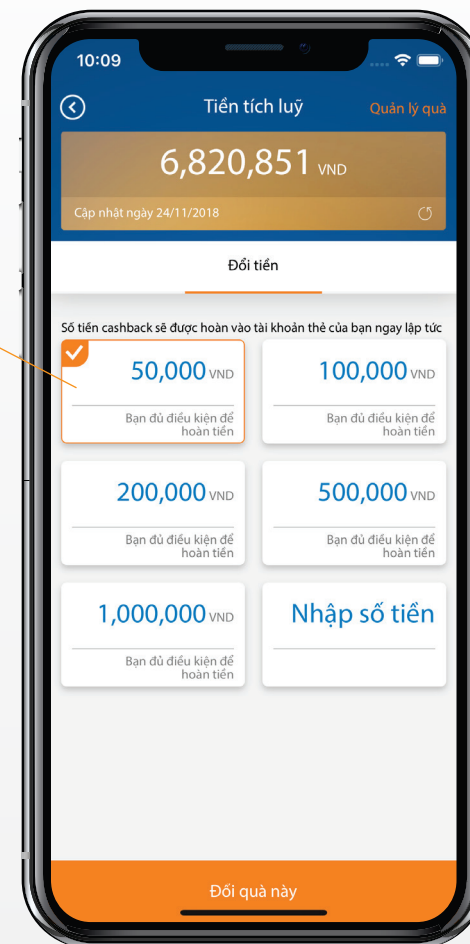 10:09
Tiền tích luỹ
Quản lý quà
6,820,851 VND
Cập nhật ngày 24/11/2018
Đổi tiền
Số tiền cashback sẽ được hoàn vào tài khoản thẻ của bạn ngay lập tức
50,000 VND
Bạn đủ điều kiện để
hoàn tiền
100,000 VND
Bạn đủ điều kiện để
hoàn tiền
200,000 VND
Bạn đủ điều kiện để
hoàn tiền
500,000 VND
Bạn đủ điều kiện để
hoàn tiền
1,000,000 VND
Bạn đủ điều kiện để
hoàn tiền
Nhập số tiền
Đổi quà này